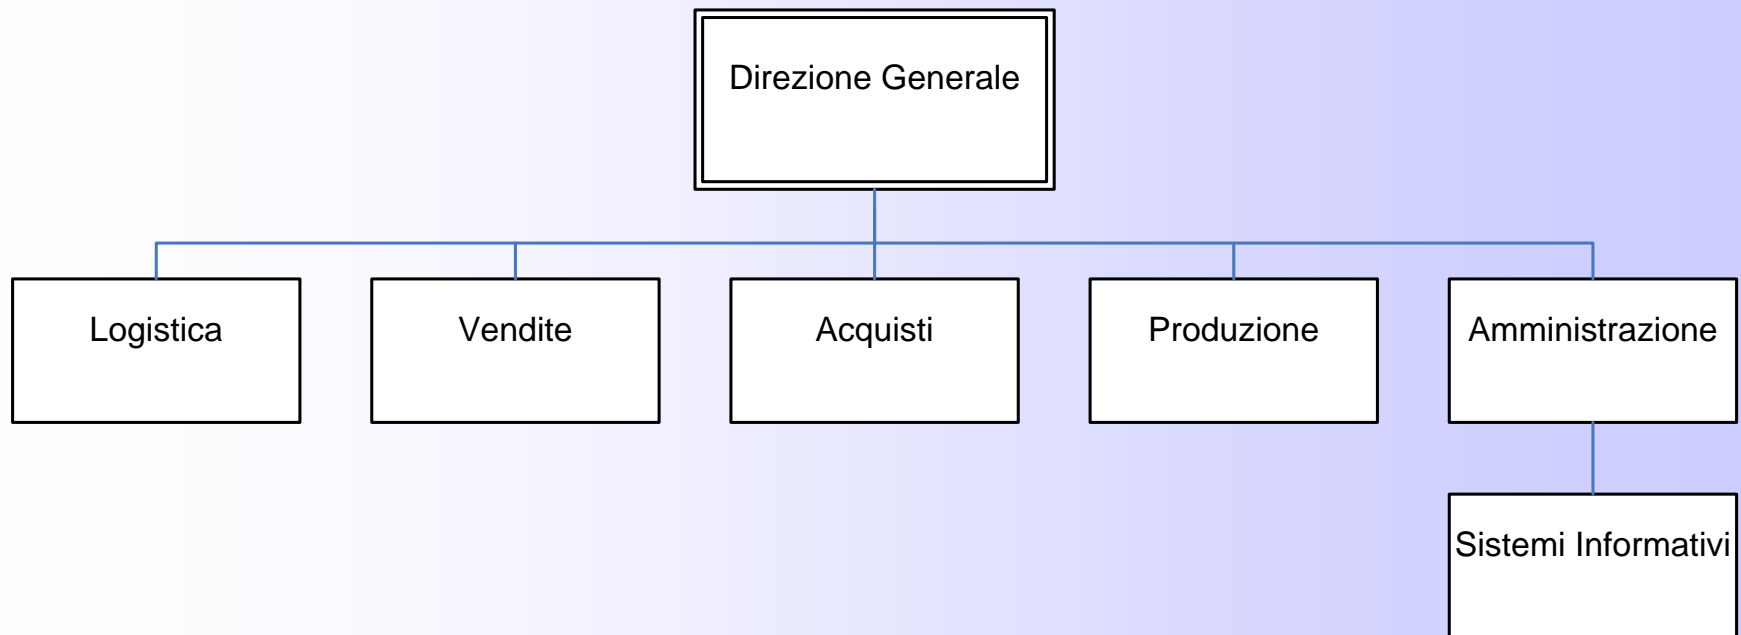 Direzione Generale
Logistica
Vendite
Acquisti
Produzione
Amministrazione
Sistemi Informativi